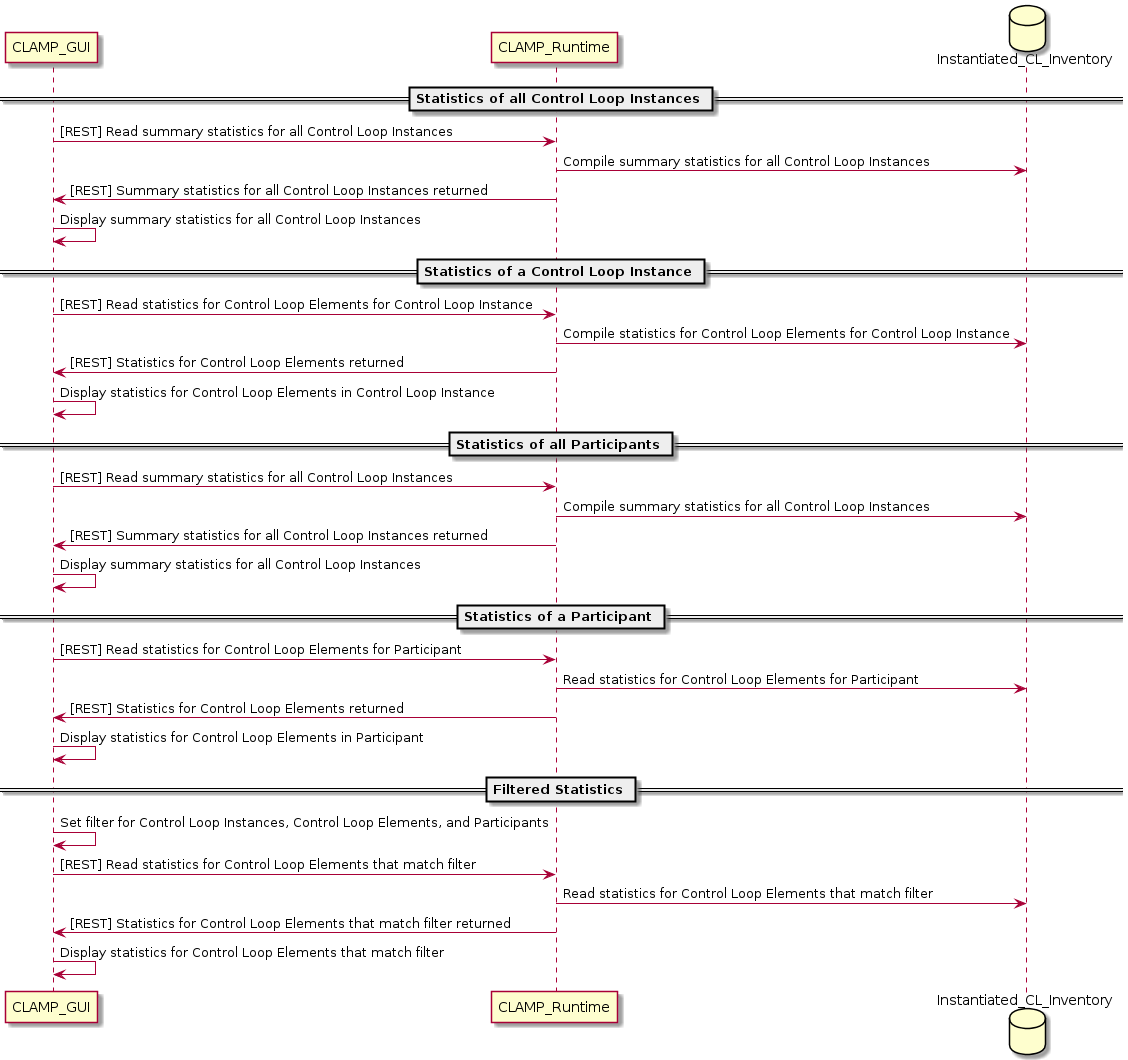 CLAMP_GUI
CLAMP_Runtime
Instantiated_CL_Inventory
Statistics of all Control Loop Instances
[REST] Read summary statistics for all Control Loop Instances
Compile summary statistics for all Control Loop Instances
[REST] Summary statistics for all Control Loop Instances returned
Display summary statistics for all Control Loop Instances
Statistics of a Control Loop Instance
[REST] Read statistics for Control Loop Elements for Control Loop Instance
Compile statistics for Control Loop Elements for Control Loop Instance
[REST] Statistics for Control Loop Elements returned
Display statistics for Control Loop Elements in Control Loop Instance
Statistics of all Participants
[REST] Read summary statistics for all Control Loop Instances
Compile summary statistics for all Control Loop Instances
[REST] Summary statistics for all Control Loop Instances returned
Display summary statistics for all Control Loop Instances
Statistics of a Participant
[REST] Read statistics for Control Loop Elements for Participant
Read statistics for Control Loop Elements for Participant
[REST] Statistics for Control Loop Elements returned
Display statistics for Control Loop Elements in Participant
Filtered Statistics
Set filter for Control Loop Instances, Control Loop Elements, and Participants
[REST] Read statistics for Control Loop Elements that match filter
Read statistics for Control Loop Elements that match filter
[REST] Statistics for Control Loop Elements that match filter returned
Display statistics for Control Loop Elements that match filter
CLAMP_GUI
CLAMP_Runtime
Instantiated_CL_Inventory